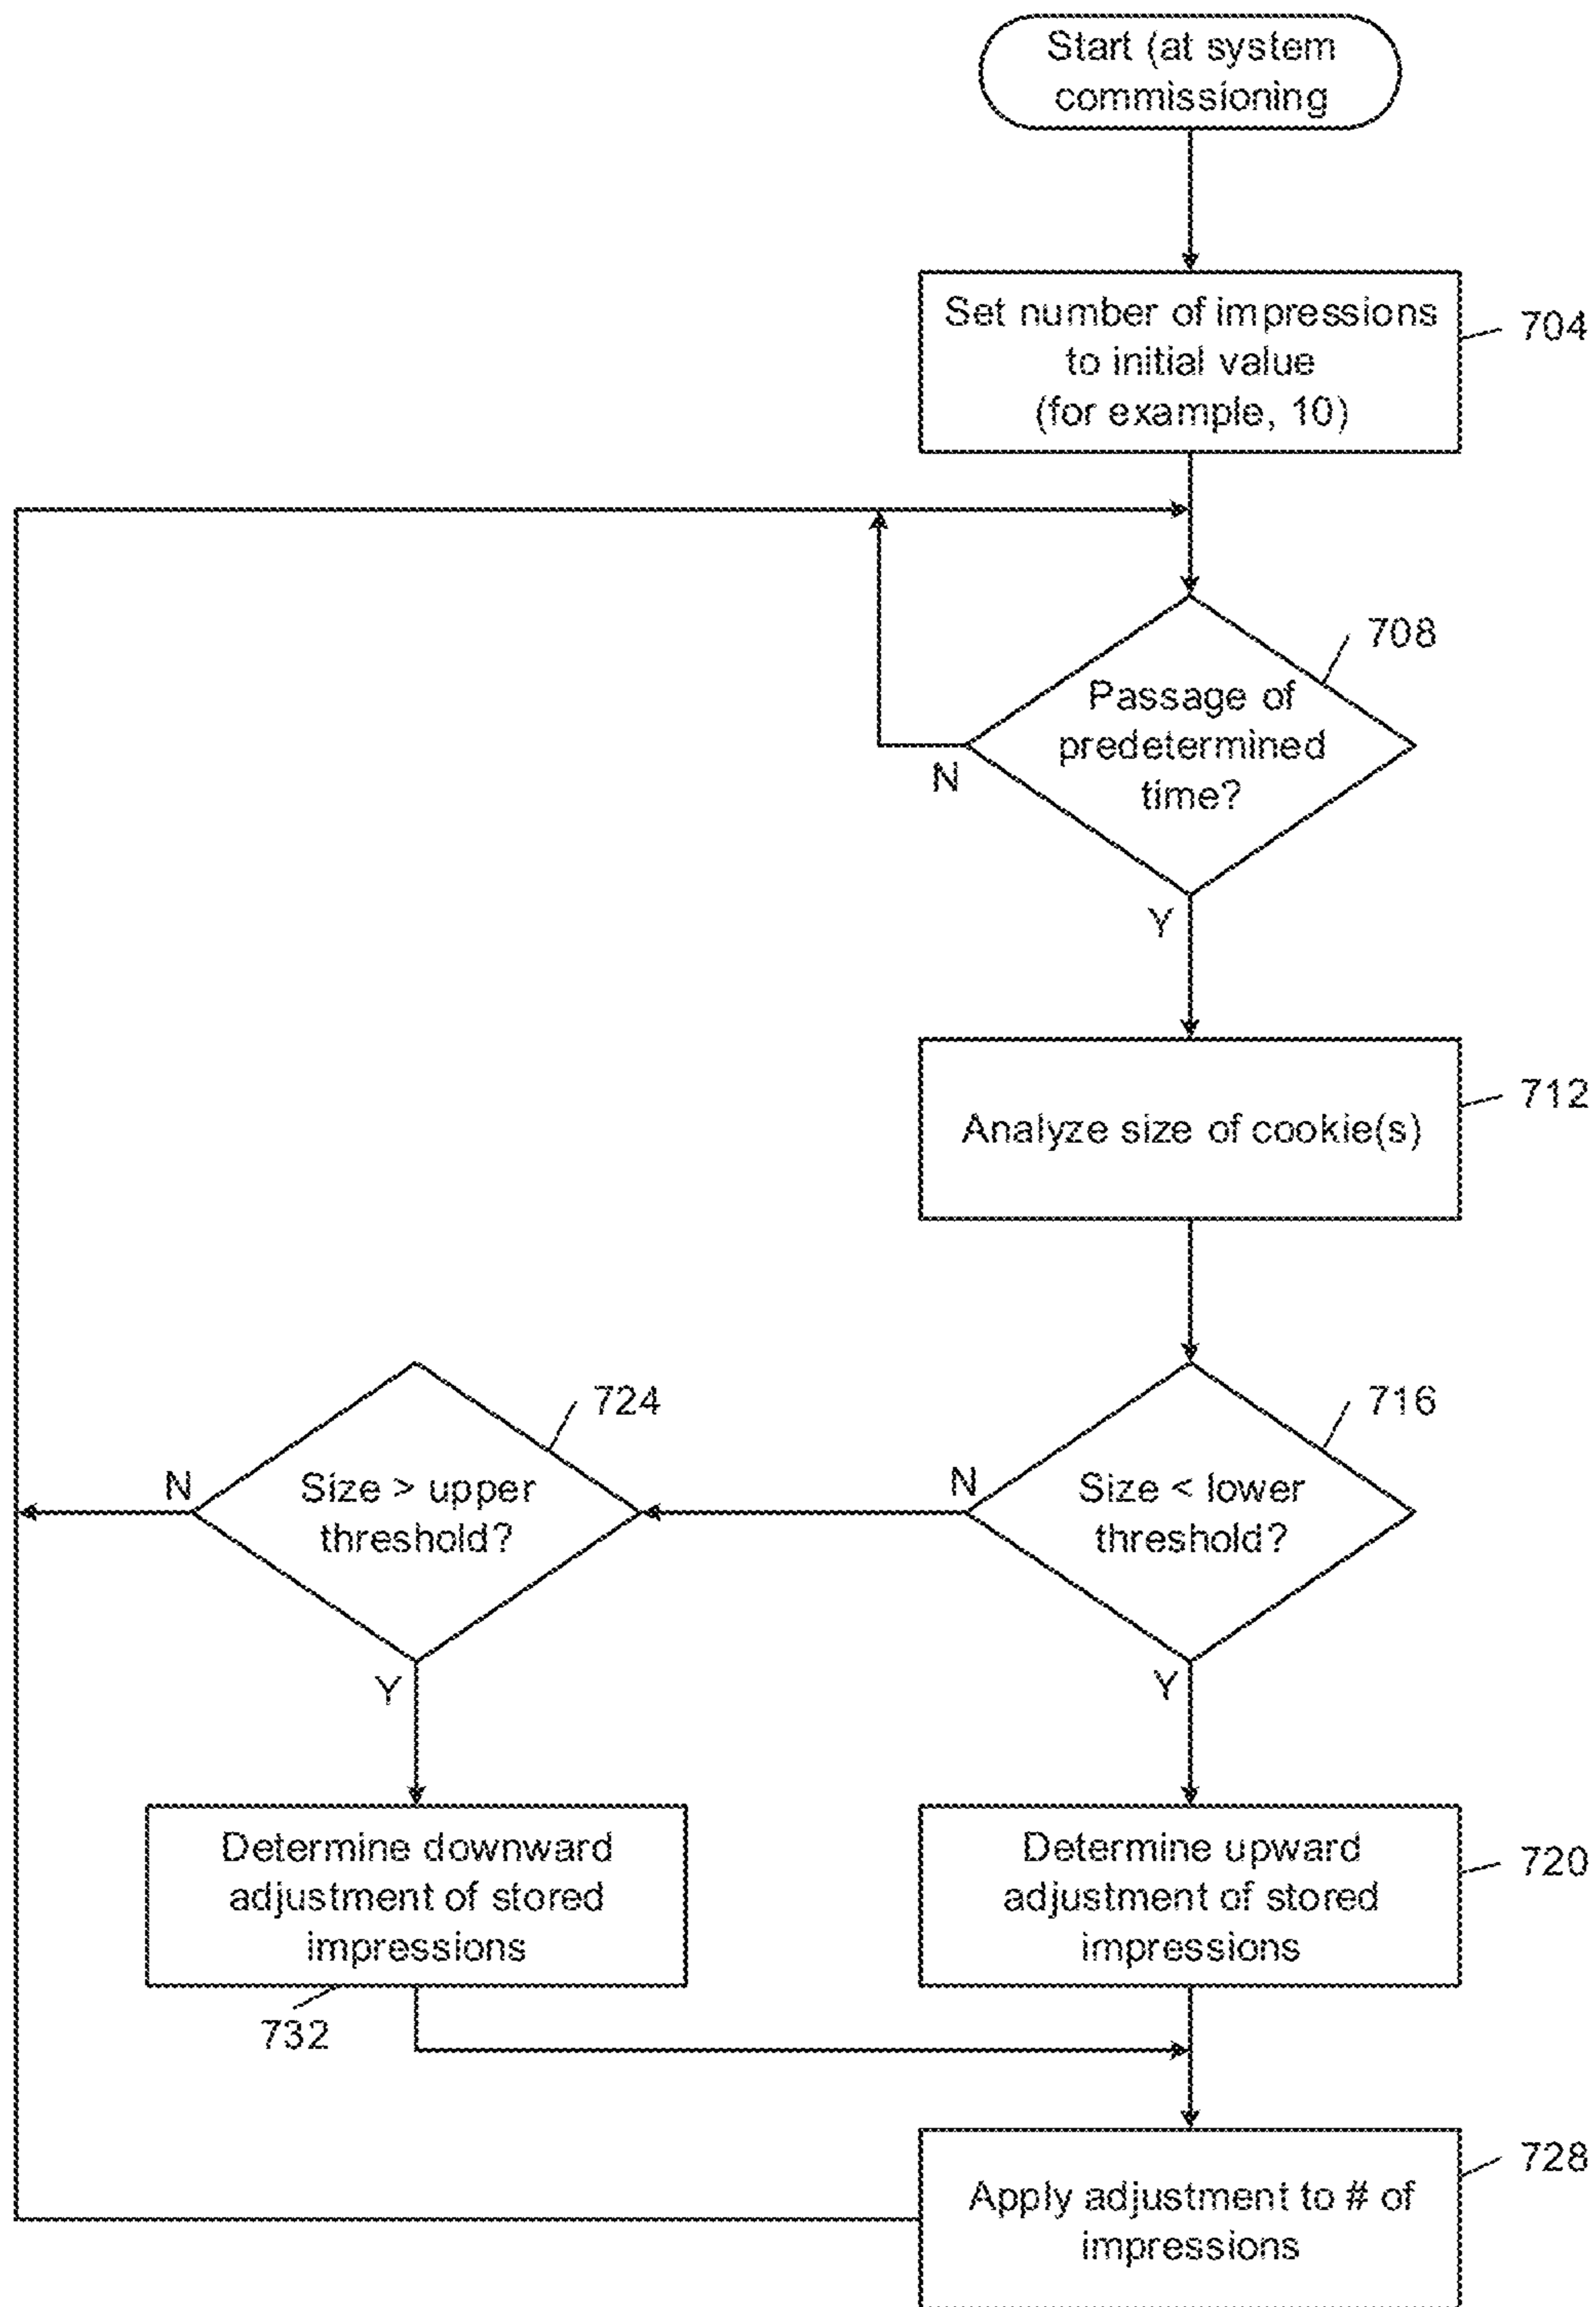 Start (at system
commissioning
Set number of impressions
to initial value
(for example, 10)
704
708
Passage of
predetermined
time?
N
Y
Analyze size of cookie(s)
712
716
Size < lower
threshold?
N
Y
724
Size > upper
threshold?
N
Y
Determine downward
adjustment of stored
impressions
732
Determine upward
adjustment of stored
impressions
720
Apply adjustment to # of
impressions
728